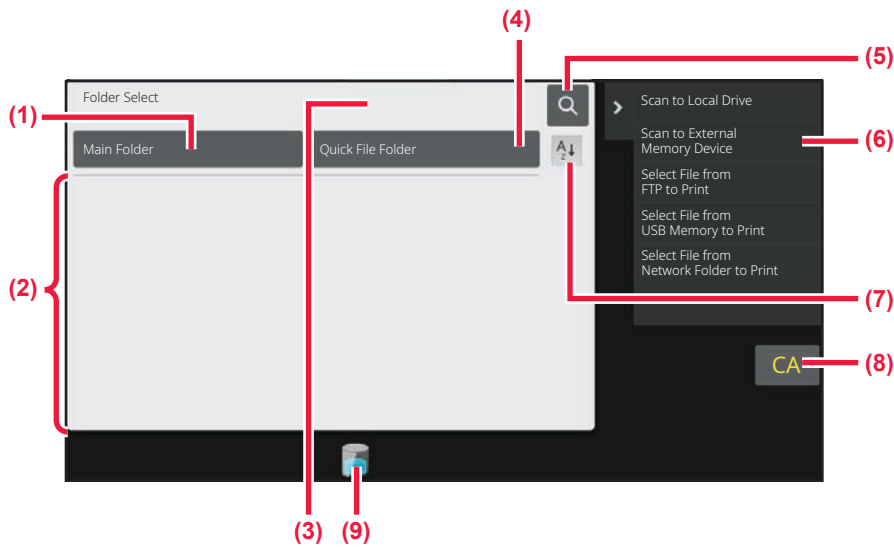 (4)
(5)
Folder Select
Scan to Local Drive
(1)
Scan to External
Memory Device
(6)
Main Folder
Quick File Folder
A
Z
Select File from
FTP to Print
Select File from
USB Memory to Print
Select File from
Network Folder to Print
(2)
(7)
CA
(8)
(3)
(9)